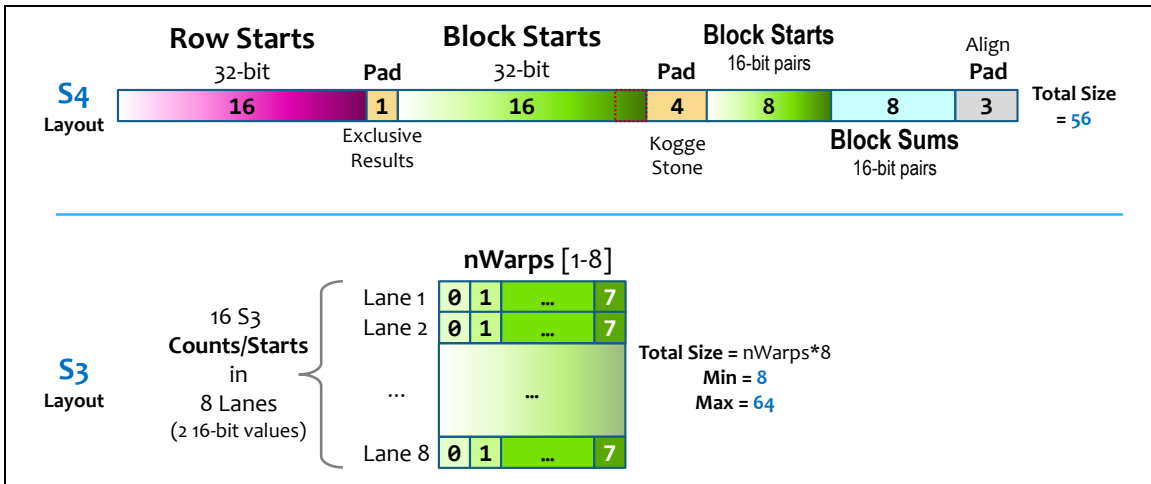 Row Starts
32-bit
Pad
Block Starts
32-bit
Pad
Block Starts
16-bit pairs
Align
Pad
S4
Layout
16
1
16
4
8
8
3
Total Size
= 56
Exclusive
Results
Kogge
Stone
Block Sums
16-bit pairs
nWarps [1-8]
S3
Layout
16 S3
Counts/Starts
in
8 Lanes
(2 16-bit values)
Lane 1 0 1 ... 7
Lane 2 0 1 ... 7
... ...
Lane 8 0 1 ... 7
Total Size = nWarps*8
Min = 8
Max = 64